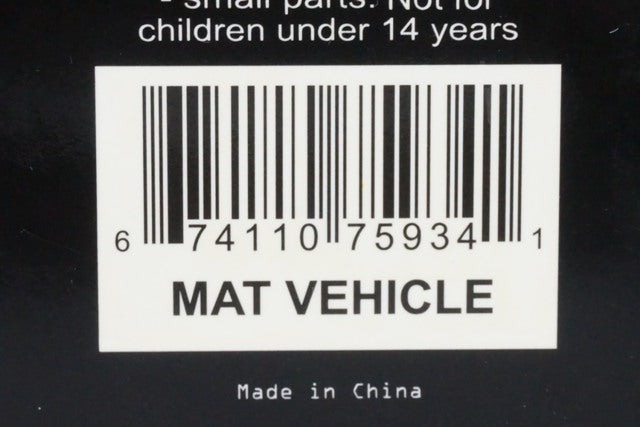 - small parts. Not for
children under 14 years
6 74110 75934 1
MAT VEHICLE
Made in China